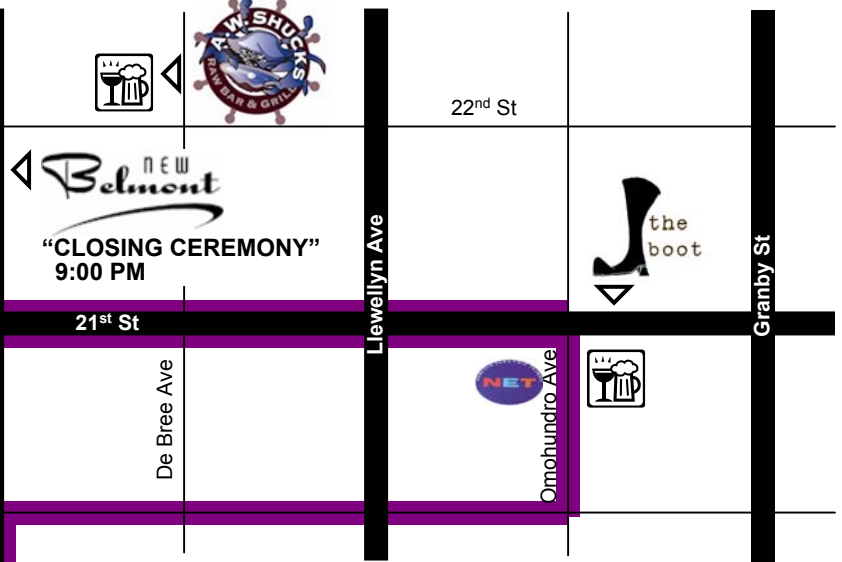 A.W. SHUCKS
RAW BAR & GRILL
22nd St
NEW
Belmont
“CLOSING CEREMONY”
9:00 PM
the
boot
Llewellyn Ave
Granby St
21st St
De Bree Ave
NET
Omohundro Ave